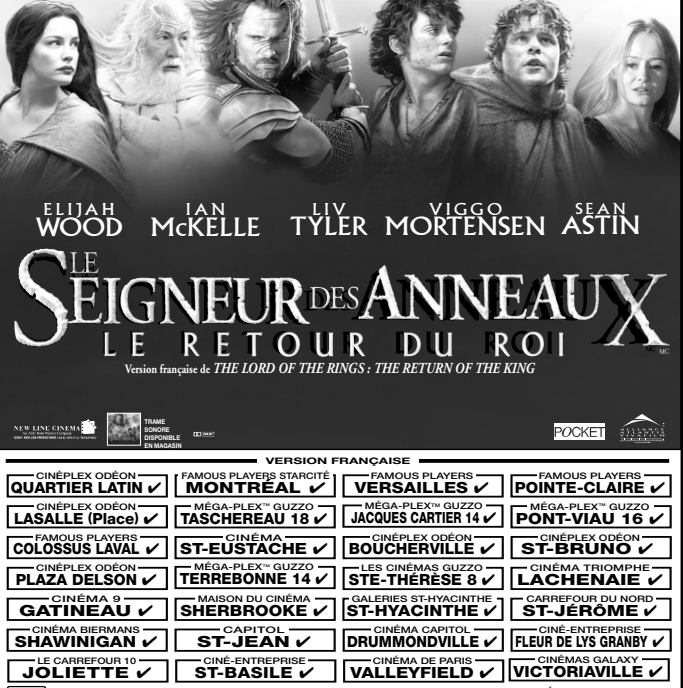 ELIJAH WOOD
IAN McKELLE
LIV TYLER
VIGGO MORTENSEN
SEAN ASTIN
LE
SEIGNEUR DES ANNEAUX
LE RETOUR DU ROI
MC MC
Version française de THE LORD OF THE RINGS : THE RETURN OF THE KING
NEW LINE CINEMA
TRAME
SONORE
DISPONIBLE
EN MAGASIN
POCKET
ALLIANCE
VERSION FRANÇAISE
CINÉPLEX ODÉON
QUARTIER LATIN ✔
FAMOUS PLAYERS STARCITÉ
MONTRÉAL ✔
FAMOUS PLAYERS
VERSAILLES ✔
FAMOUS PLAYERS
POINTE-CLAIRE ✔
CINÉPLEX ODÉON
LASALLE (Place) ✔
MÉGA-PLEX™ GUZZO
TASCHEREAU 18 ✔
MÉGA-PLEX™ GUZZO
JACQUES CARTIER 14 ✔
MÉGA-PLEX™ GUZZO
PONT-VIAU 16 ✔
FAMOUS PLAYERS
COLOSSUS LAVAL ✔
CINÉMA
ST-EUSTACHE ✔
CINÉPLEX ODÉON
BOUCHERVILLE ✔
CINÉPLEX ODÉON
ST-BRUNO ✔
CINÉPLEX ODÉON
PLAZA DELSON ✔
MÉGA-PLEX™ GUZZO
TERREBONNE 14 ✔
LES CINÉMAS GUZZO
STE-THÉRÈSE 8 ✔
CINÉMA TRIOMPHE
LACHENAIE ✔
CINÉMA 9
GATINEAU ✔
MAISON DU CINÉMA
SHERBROOKE ✔
GALERIES ST-HYACINTHE
ST-HYACINTHE ✔
CARREFOUR DU NORD
ST-JÉRÔME ✔
CINÉMA BIERMANS
SHAWINIGAN ✔
CAPITOL
ST-JEAN ✔
CINÉMA CAPITOL
DRUMMONDVILLE ✔
CINÉ-ENTREPRISE
FLEUR DE LYS GRANBY ✔
LE CARREFOUR 10
JOLIETTE ✔
CINÉ-ENTREPRISE
ST-BASILE ✔
CINÉMA DE PARIS
VALLEYFIELD ✔
CINÉMAS GALAXY
VICTORIAVILLE ✔